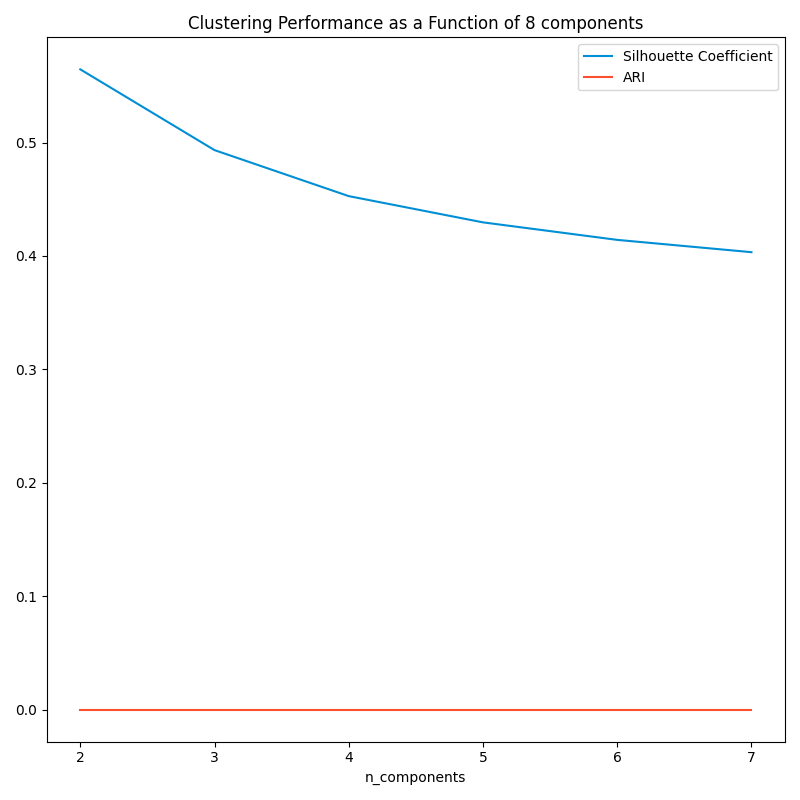 Clustering Performance as a Function of 8 components
Silhouette Coefficient
ARI
0.5
0.4
0.3
0.2
0.1
0.0
2 3 4 5 6 7
n_components